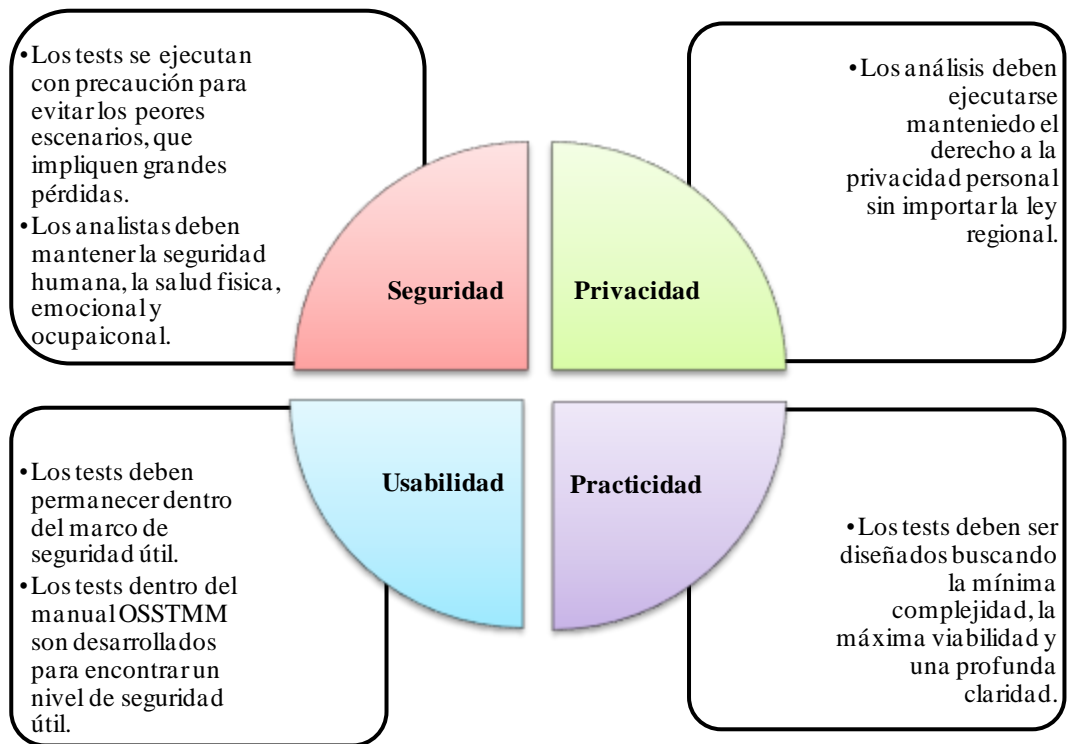 •Los tests se ejecutan
con precaución para
evitar los peores
escenarios, que
impliquen grandes
pérdidas.
•Los analistas deben
mantener la seguridad
humana, la salud fisica,
emocional y
ocupaiconal.
•Los análisis deben
ejecutarse
manteniedo el
derecho a la
privacidad personal
sin importar la ley
regional.
Seguridad
Privacidad
Usabilidad
Practicidad
•Los tests deben
permanecer dentro
del marco de
seguridad útil.
•Los tests dentro del
manual OSSTMM
son desarrollados
para encontrar un
nivel de seguridad
útil.
•Los tests deben ser
diseñados buscando
la mínima
complejidad, la
máxima viabilidad y
una profunda
claridad.